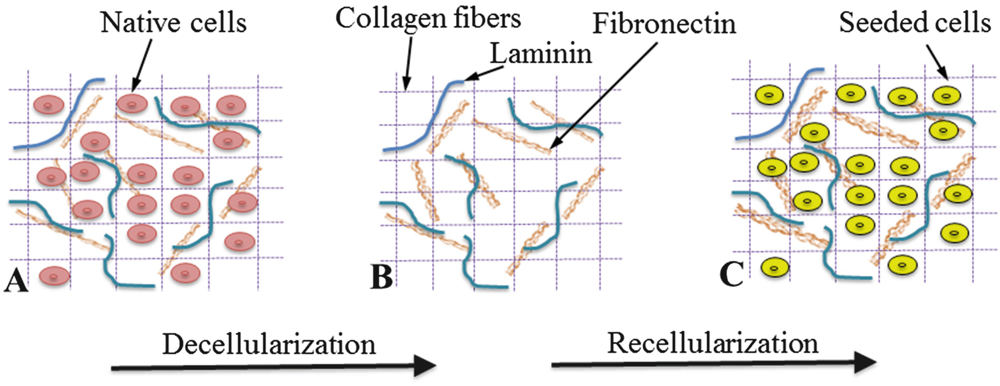 Native cells
Collagen fibers
Laminin
Fibronectin
Seeded cells
A
B
C
Decellularization
Recellularization